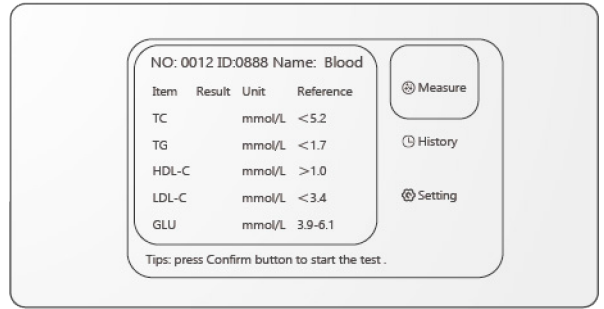 NO: 0012 ID:0888 Name: Blood
Item Result Unit Reference
TC mmol/L <5.2
TG mmol/L <1.7
HDL-C mmol/L >1.0
LDL-C mmol/L <3.4
GLU mmol/L 3.9-6.1
Measure
History
Setting
Tips: press Confirm button to start the test .